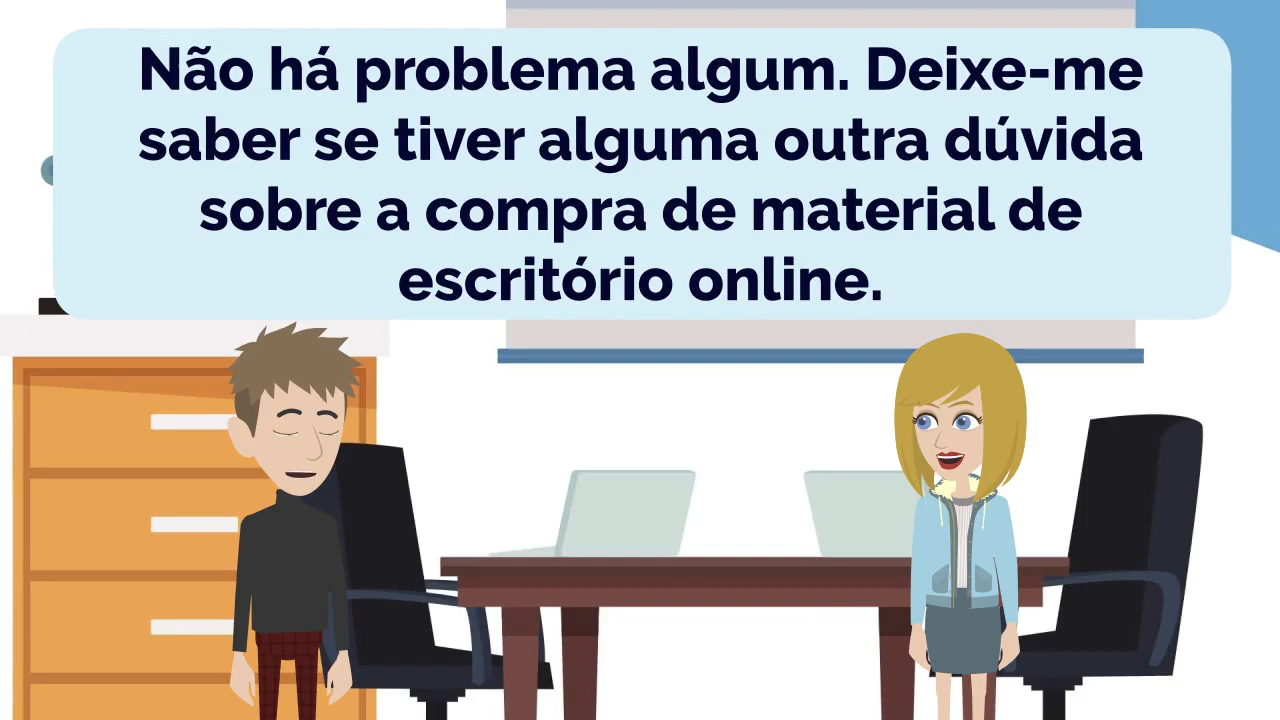 Não há problema algum. Deixe-me
saber se tiver alguma outra dúvida
sobre a compra de material de
escritório online.